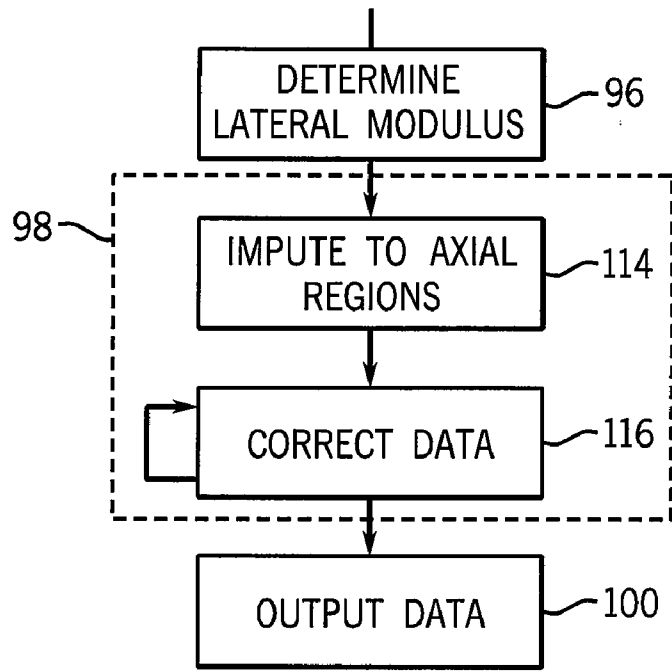 DETERMINE
LATERAL MODULUS
96
98
IMPUTE TO AXIAL
REGIONS
114
CORRECT DATA
116
OUTPUT DATA
100